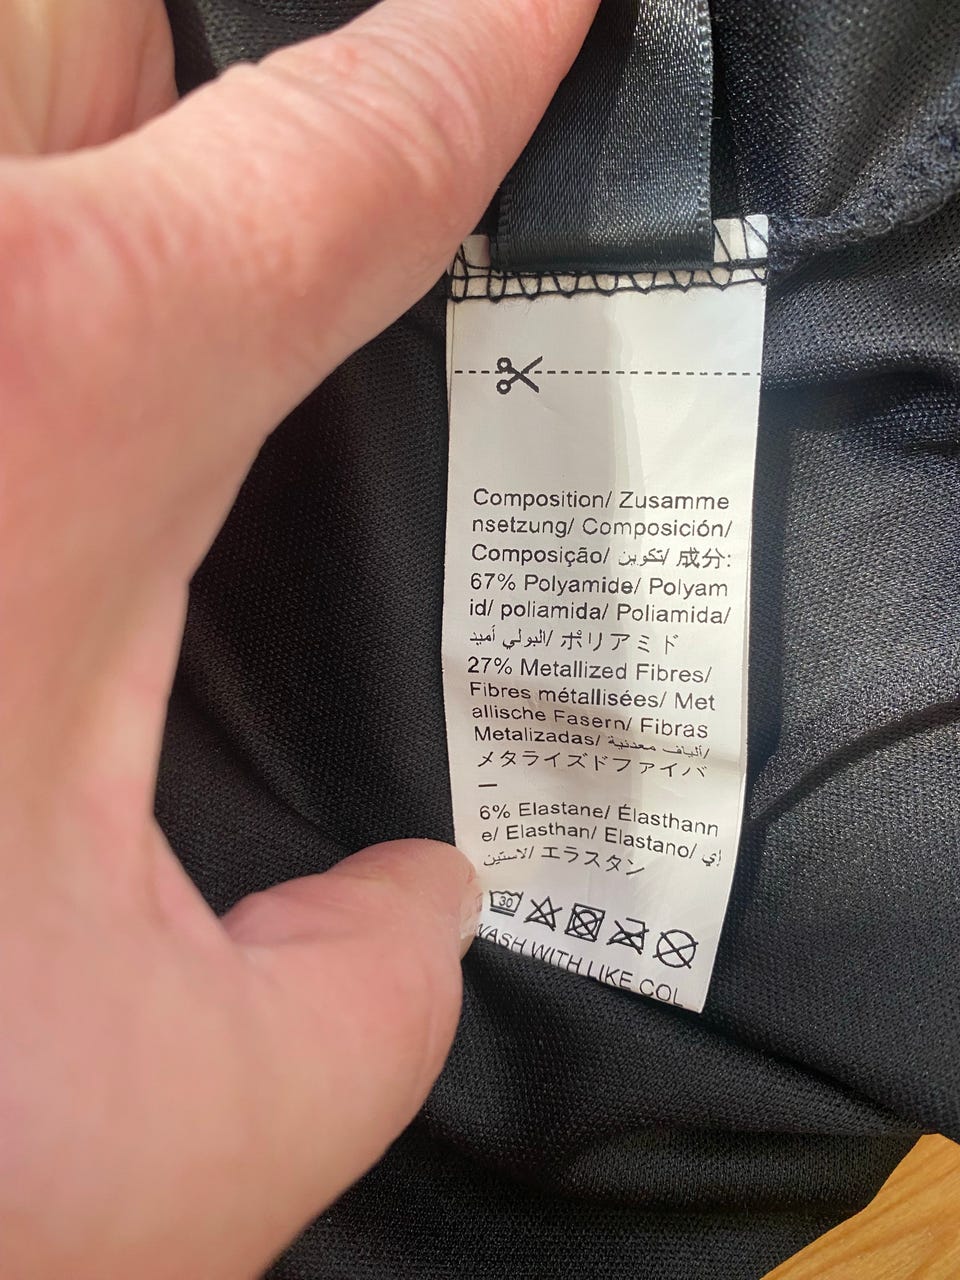 Composition/ Zusamme
nsetzung/ Composición/
Composição/ تكوين/ 成分:
67% Polyamide/ Polyam
id/ poliamida/ Poliamida/
البولي أميد/ ポリアミド
27% Metallized Fibres/
Fibres métallisées/ Met
allische Fasern/ Fibras
Metalizadas/ ألياف معدنية/
メタライズドファイバ
ー
6% Elastane/ Élasthann
e/ Elasthan/ Elastano/ إي
لاستين/ エラスタン
30
WASH WITH LIKE COL